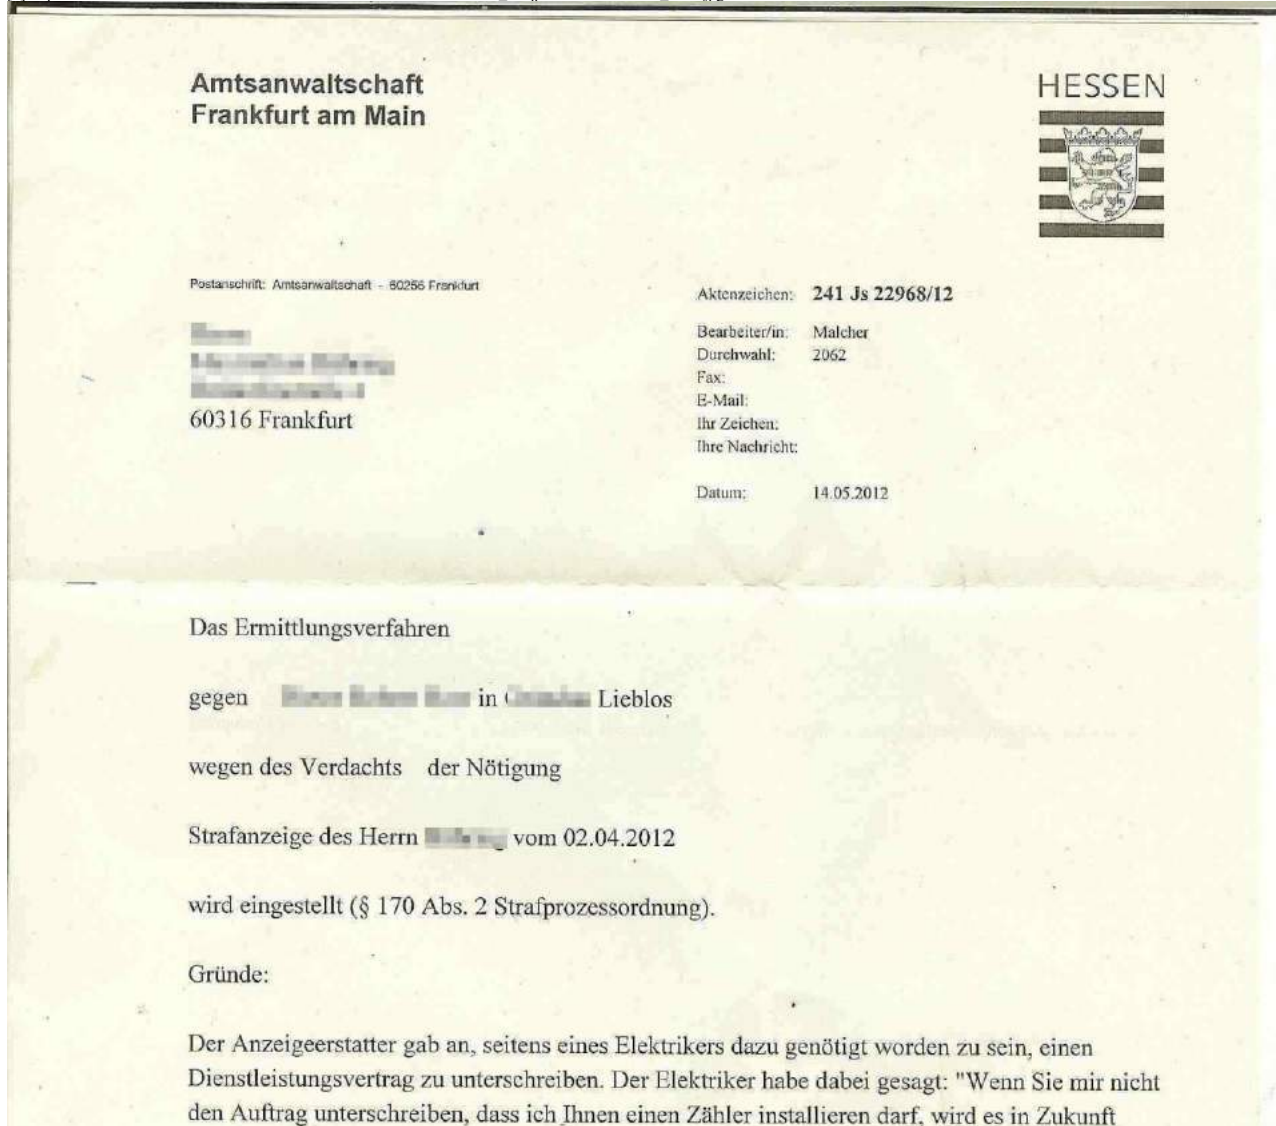 Amtsanwaltschaft
Frankfurt am Main
HESSEN
Postanschrift: Amtsanwaltschaft - 60256 Frankfurt
60316 Frankfurt
Aktenzeichen: 241 Js 22968/12
Bearbeiter/in: Malcher
Durchwahl: 2062
Fax:
E-Mail:
Ihr Zeichen:
Ihre Nachricht:
Datum: 14.05.2012
Das Ermittlungsverfahren
gegen in Lieblos
wegen des Verdachts der Nötigung
Strafanzeige des Herrn vom 02.04.2012
wird eingestellt (§ 170 Abs. 2 Strafprozessordnung).
Gründe:
Der Anzeigeerstatter gab an, seitens eines Elektrikers dazu genötigt worden zu sein, einen
Dienstleistungsvertrag zu unterschreiben. Der Elektriker habe dabei gesagt: "Wenn Sie mir nicht
den Auftrag unterschreiben, dass ich Ihnen einen Zähler installieren darf, wird es in Zukunft